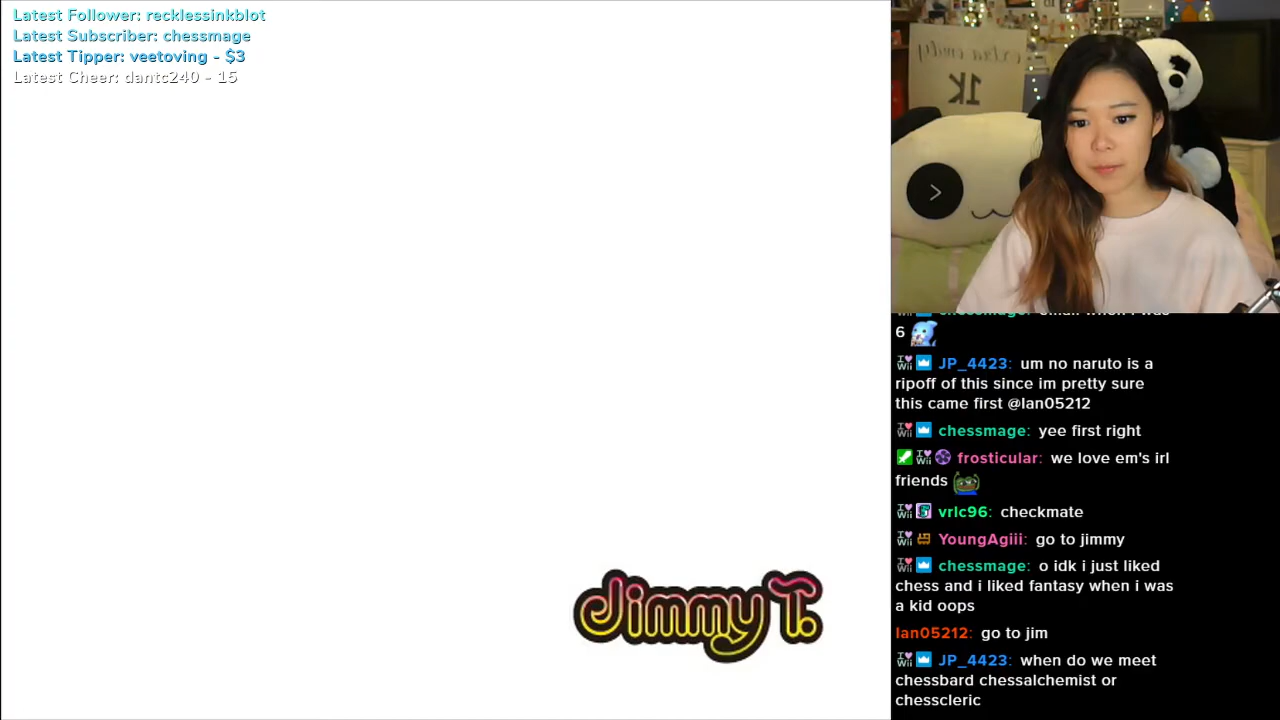 Latest Follower: recklessinkblot
Latest Subscriber: chessmage
Latest Tipper: veetoving - $3
Latest Cheer: dantc240 - 15
1K
Jimmy T.
6
JP_4423: um no naruto is a
ripoff of this since im pretty sure
this came first @Ian05212
chessmage: yee first right
frosticular: we love em's irl
friends
vrlc96: checkmate
YoungAgiii: go to jimmy
chessmage: o idk i just liked
chess and i liked fantasy when i was
a kid oops
Ian05212: go to jim
JP_4423: when do we meet
chessbard chessalchemist or
chesscleric